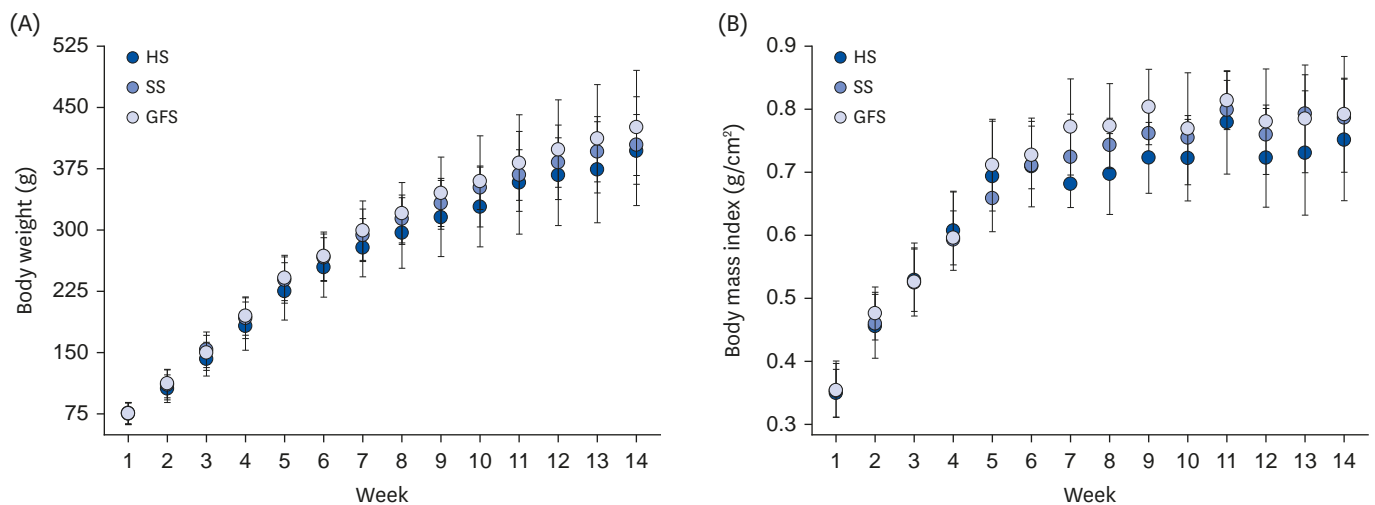 (A)
525
450
375
300
225
150
75
Body weight (g)
HS
SS
GFS
1 2 3 4 5 6 7 8 9 10 11 12 13 14
Week
(B)
0.9
0.8
0.7
0.6
0.5
0.4
0.3
Body mass index (g/cm²)
HS
SS
GFS
1 2 3 4 5 6 7 8 9 10 11 12 13 14
Week